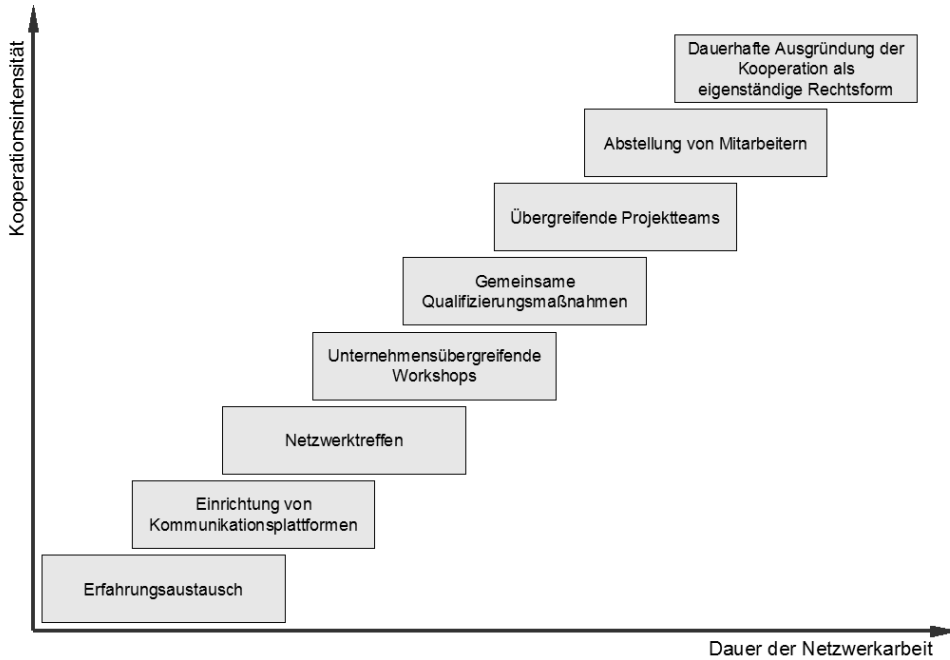 Kooperationsintensität
Dauerhafte Ausgründung der
Kooperation als
eigenständige Rechtsform
Abstellung von Mitarbeitern
Übergreifende Projektteams
Gemeinsame
Qualifizierungsmaßnahmen
Unternehmensübergreifende
Workshops
Netzwerktreffen
Einrichtung von
Kommunikationsplattformen
Erfahrungsaustausch
Dauer der Netzwerkarbeit